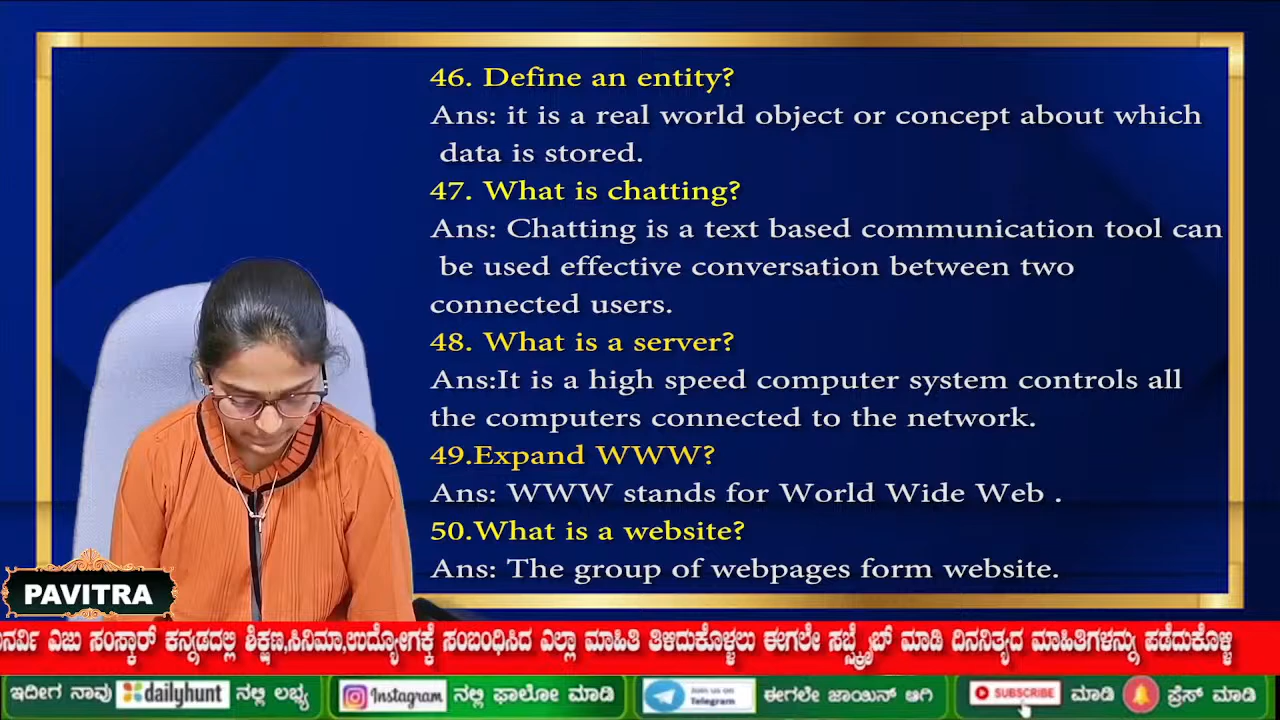 46. Define an entity?
Ans: it is a real world object or concept about which
data is stored.
47. What is chatting?
Ans: Chatting is a text based communication tool can
be used effective conversation between two
connected users.
48. What is a server?
Ans:It is a high speed computer system controls all
the computers connected to the network.
49.Expand WWW?
Ans: WWW stands for World Wide Web .
50.What is a website?
Ans: The group of webpages form website.
PAVITRA
ಎಜು ಸಂಸ್ಕಾರ್ ಕನ್ನಡದಲ್ಲಿ ಶಿಕ್ಷಣ,ಸಿನಿಮಾ,ಉದ್ಯೋಗಕ್ಕೆ ಸಂಬಂಧಿಸಿದ ಎಲ್ಲಾ ಮಾಹಿತಿ ತಿಳಿದುಕೊಳ್ಳಲು ಈಗಲೇ ಸಬ್ಸ್ಕ್ರೈಬ್ ಮಾಡಿ ದಿನನಿತ್ಯದ ಮಾಹಿತಿಗಳನ್ನು ಪಡೆದುಕೊಳ್ಳಿ
ಇದೀಗ ನಾವು dailyhunt ನಲ್ಲಿ ಲಭ್ಯ Instagram ನಲ್ಲಿ ಫಾಲೋ ಮಾಡಿ Join us on Telegram ಈಗಲೇ ಜಾಯಿನ್ ಆಗಿ SUBSCRIBE ಮಾಡಿ ಪ್ರೆಸ್ ಮಾಡಿ